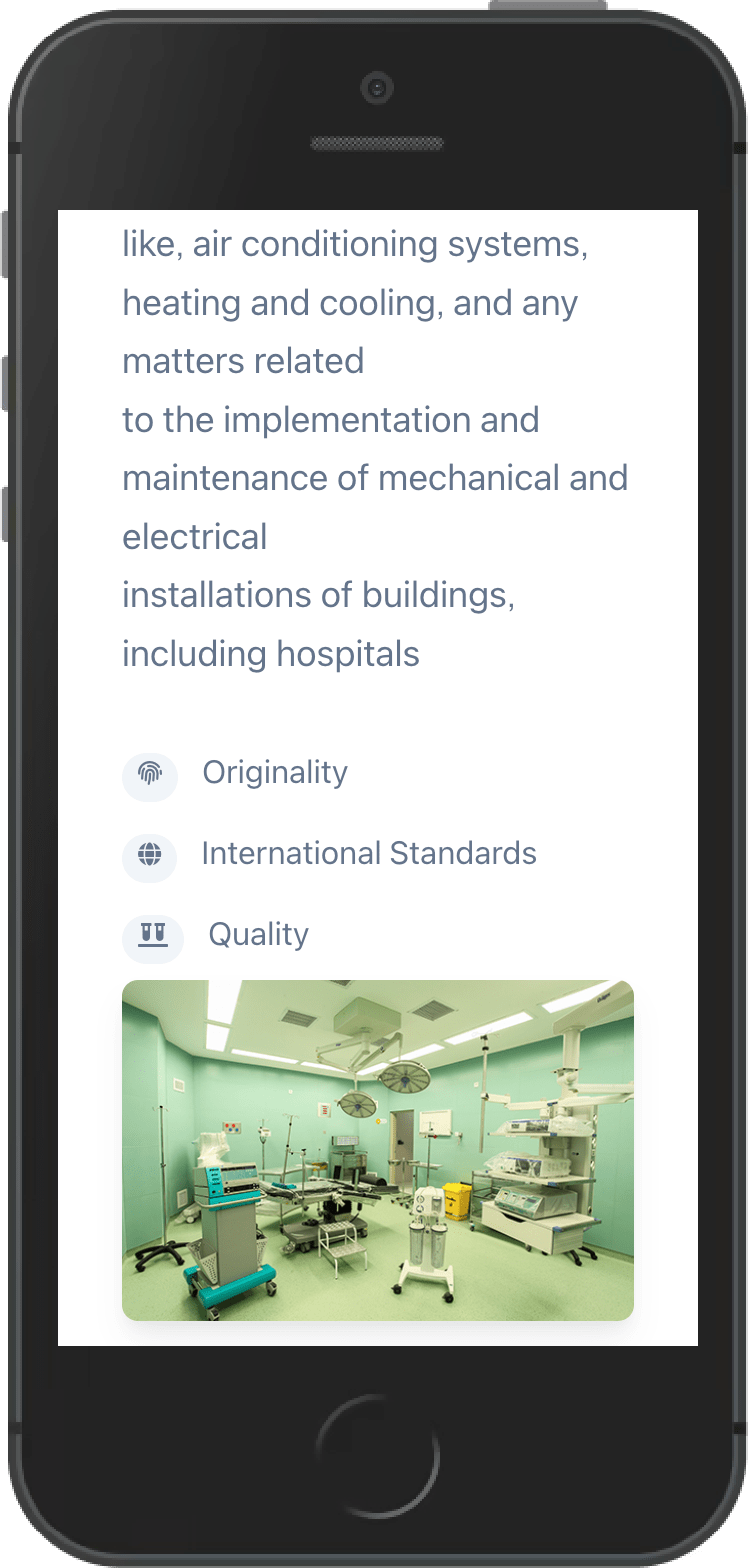 like, air conditioning systems,
heating and cooling, and any
matters related
to the implementation and
maintenance of mechanical and
electrical
installations of buildings,
including hospitals
Originality
International Standards
Quality